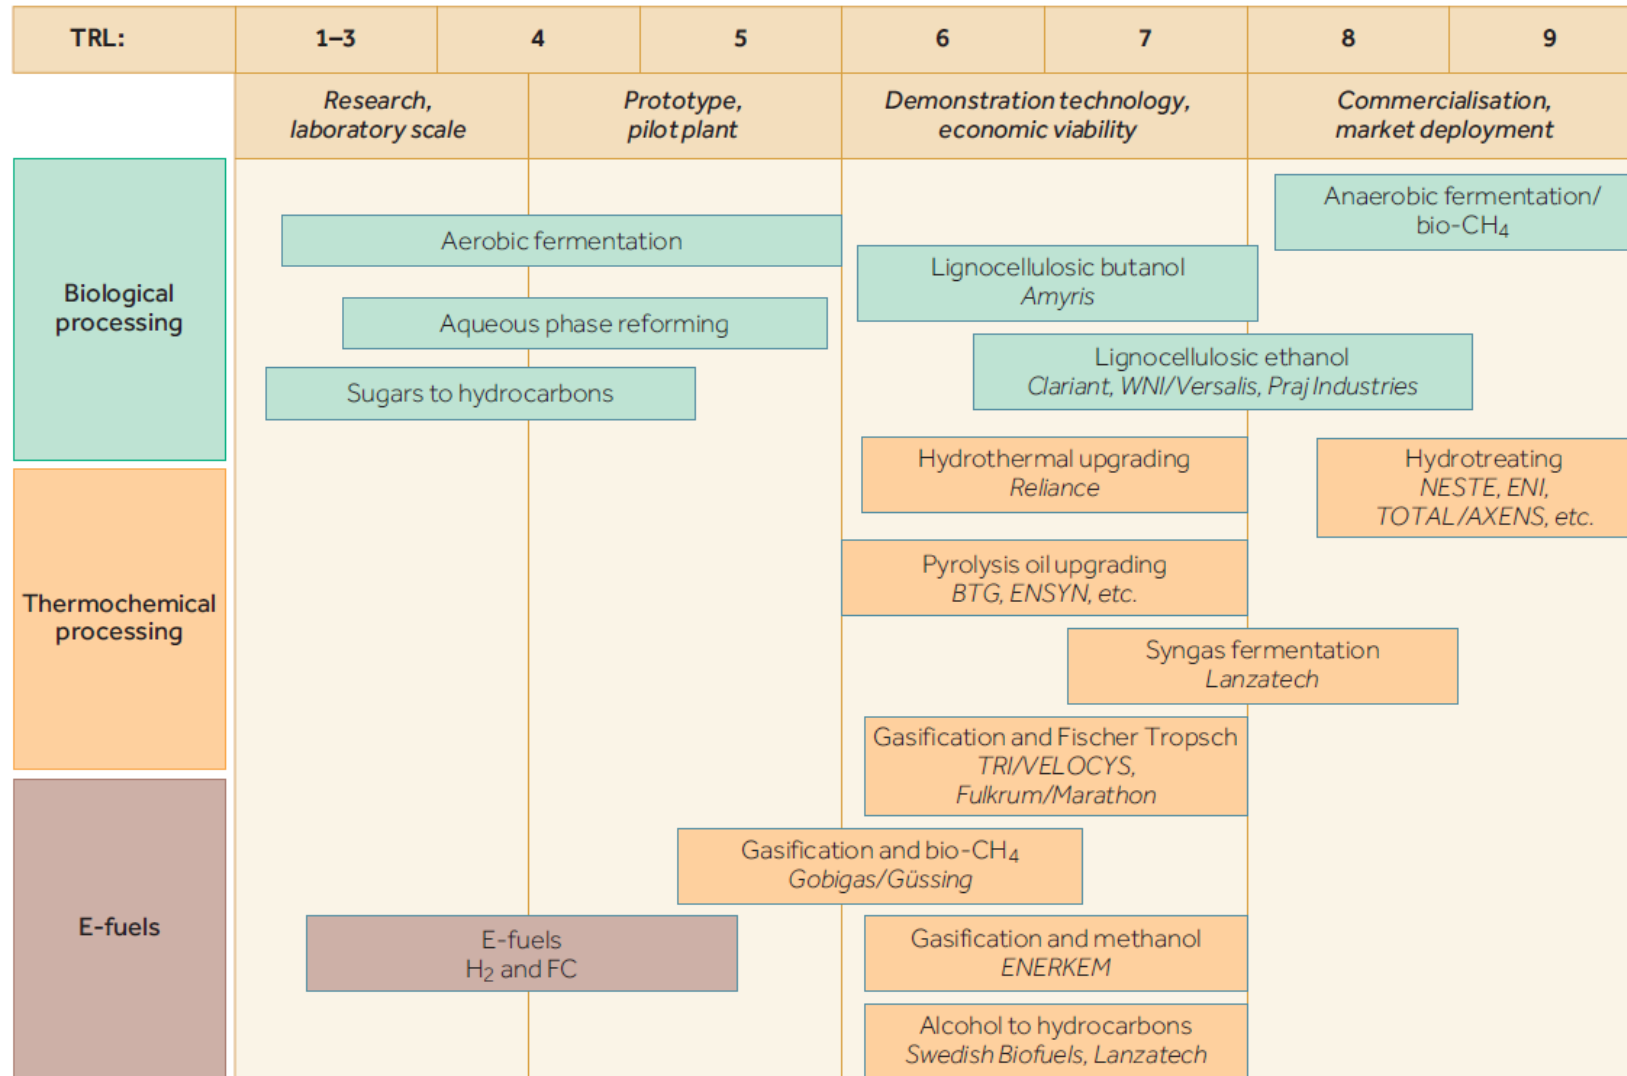 TRL:
1–3
4
5
6
7
8
9
Research,
laboratory scale
Prototype,
pilot plant
Demonstration technology,
economic viability
Commercialisation,
market deployment
Biological
processing
Anaerobic fermentation/
bio-CH₄
Aerobic fermentation
Lignocellulosic butanol
Amyris
Aqueous phase reforming
Lignocellulosic ethanol
Clariant, WNI/Versalis, Praj Industries
Sugars to hydrocarbons
Thermochemical
processing
Hydrothermal upgrading
Reliance
Hydrotreating
NESTE, ENI,
TOTAL/AXENS, etc.
Pyrolysis oil upgrading
BTG, ENSYN, etc.
Syngas fermentation
Lanzatech
Gasification and Fischer Tropsch
TRI/VELOCYS,
Fulkrum/Marathon
Gasification and bio-CH₄
Gobigas/Güssing
E-fuels
E-fuels
H₂ and FC
Gasification and methanol
ENERKEM
Alcohol to hydrocarbons
Swedish Biofuels, Lanzatech